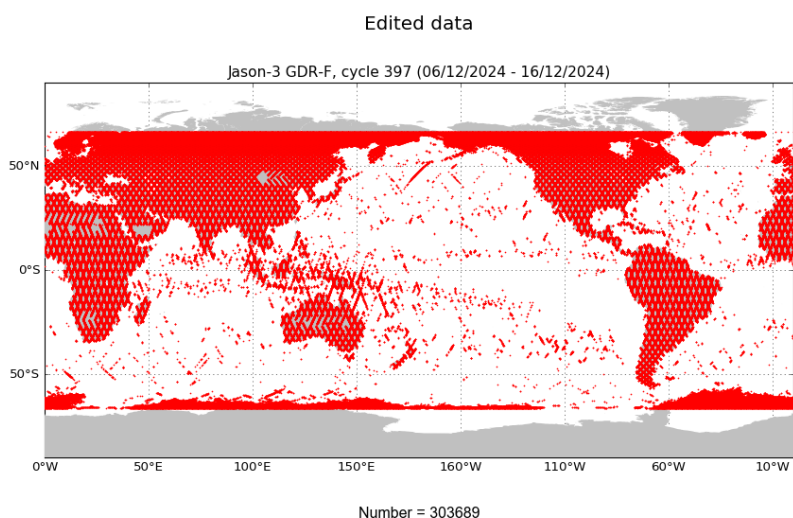 Edited data
Jason-3 GDR-F, cycle 397 (06/12/2024 - 16/12/2024)
50°N
0°S
50°S
0°W 50°E 100°E 150°E 160°W 110°W 60°W 10°W
Number = 303689